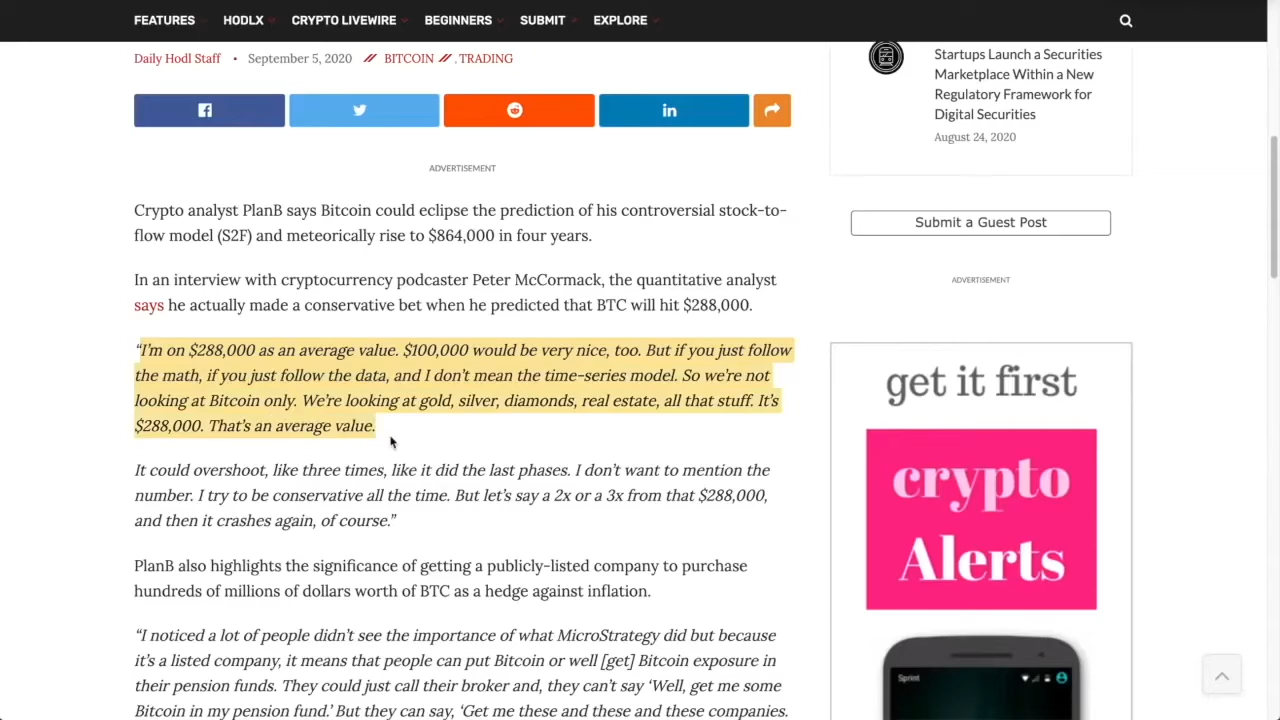 FEATURES HODLX CRYPTO LIVEWIRE BEGINNERS SUBMIT EXPLORE
Daily Hodl Staff • September 5, 2020 // BITCOIN // , TRADING
ADVERTISEMENT
Crypto analyst PlanB says Bitcoin could eclipse the prediction of his controversial stock-to-
flow model (S2F) and meteorically rise to $864,000 in four years.
In an interview with cryptocurrency podcaster Peter McCormack, the quantitative analyst
says he actually made a conservative bet when he predicted that BTC will hit $288,000.
“I’m on $288,000 as an average value. $100,000 would be very nice, too. But if you just follow
the math, if you just follow the data, and I don’t mean the time-series model. So we’re not
looking at Bitcoin only. We’re looking at gold, silver, diamonds, real estate, all that stuff. It’s
$288,000. That’s an average value.
It could overshoot, like three times, like it did the last phases. I don’t want to mention the
number. I try to be conservative all the time. But let’s say a 2x or a 3x from that $288,000,
and then it crashes again, of course.”
PlanB also highlights the significance of getting a publicly-listed company to purchase
hundreds of millions of dollars worth of BTC as a hedge against inflation.
“I noticed a lot of people didn’t see the importance of what MicroStrategy did but because
it’s a listed company, it means that people can put Bitcoin or well [get] Bitcoin exposure in
their pension funds. They could just call their broker and, they can’t say ‘Well, get me some
Bitcoin in my pension fund.’ But they can say, ‘Get me these and these and these companies.
Startups Launch a Securities
Marketplace Within a New
Regulatory Framework for
Digital Securities
August 24, 2020
Submit a Guest Post
ADVERTISEMENT
get it first
crypto
Alerts
Sprint